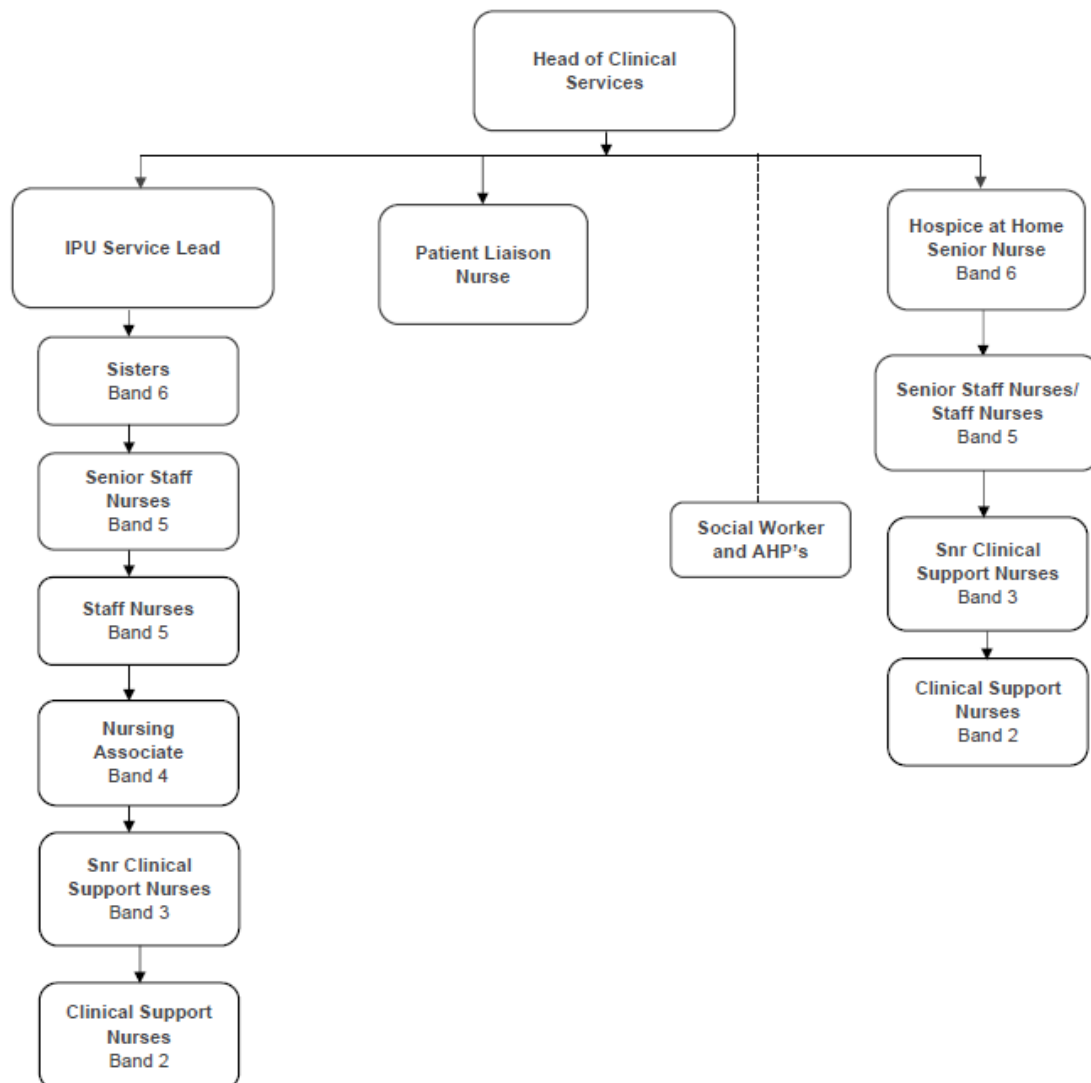 Head of Clinical
Services
IPU Service Lead
Patient Liaison
Nurse
Hospice at Home
Senior Nurse
Band 6
Sisters
Band 6
Senior Staff
Nurses
Band 5
Staff Nurses
Band 5
Nursing
Associate
Band 4
Snr Clinical
Support Nurses
Band 3
Clinical Support
Nurses
Band 2
Social Worker
and AHP's
Senior Staff Nurses/
Staff Nurses
Band 5
Snr Clinical
Support Nurses
Band 3
Clinical Support
Nurses
Band 2